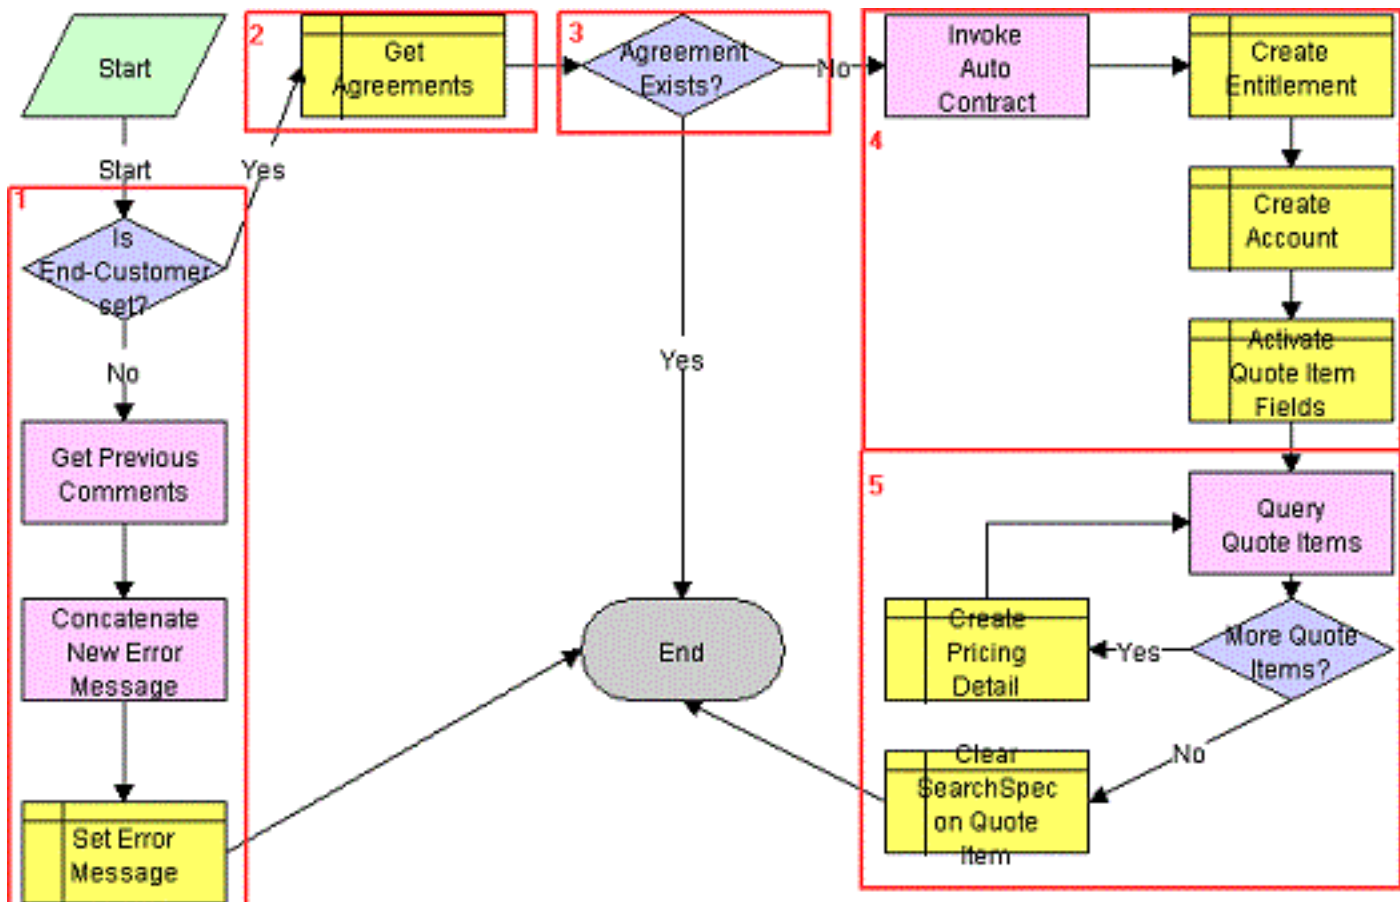 Start
Start
1
Is
End-Customer
set?
No
Get Previous
Comments
Concatenate
New Error
Message
Set Error
Message
Yes
2
Get
Agreements
3
Agreement
Exists?
No
Yes
End
4
Invoke
Auto
Contract
Create
Entitlement
Create
Account
Activate
Quote Item
Fields
5
Query
Quote Items
More Quote
Items?
Yes
Create
Pricing
Detail
No
Clear
SearchSpec
on Quote
Item